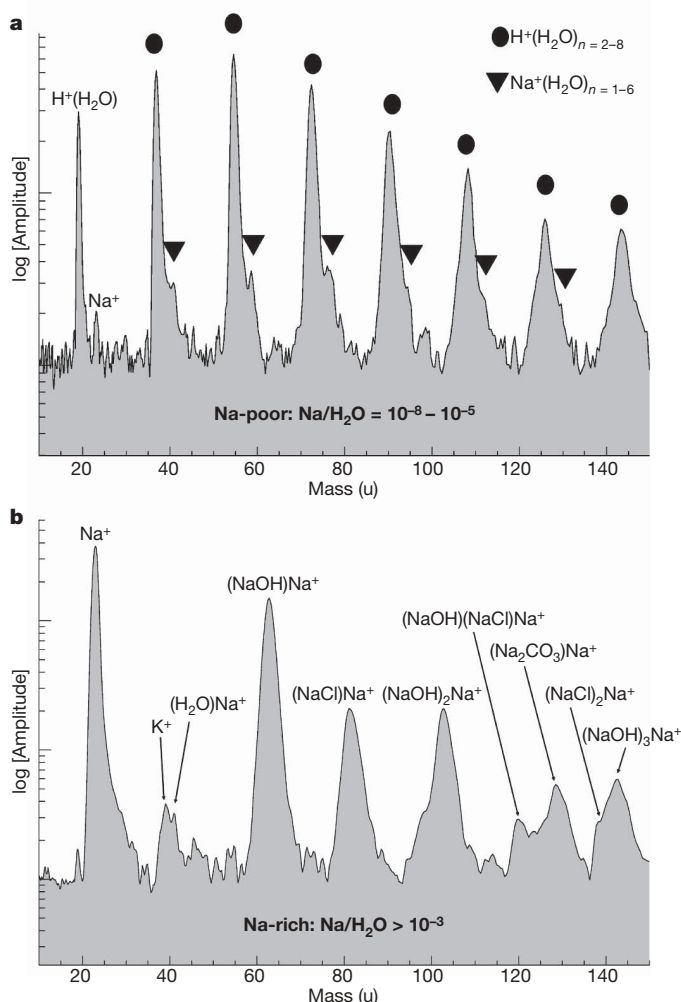 a
H⁺(H₂O)ₙ ₌ ₂₋₈
Na⁺(H₂O)ₙ ₌ ₁₋₆
H⁺(H₂O)
Na⁺
log [Amplitude]
Na-poor: Na/H₂O = 10⁻⁸ – 10⁻⁵
20 40 60 80 100 120 140
Mass (u)
b
Na⁺
(NaOH)Na⁺
(NaOH)(NaCl)Na⁺
(Na₂CO₃)Na⁺
(H₂O)Na⁺
(NaCl)Na⁺ (NaOH)₂Na⁺
(NaCl)₂Na⁺
K⁺
(NaOH)₃Na⁺
log [Amplitude]
Na-rich: Na/H₂O > 10⁻³
20 40 60 80 100 120 140
Mass (u)